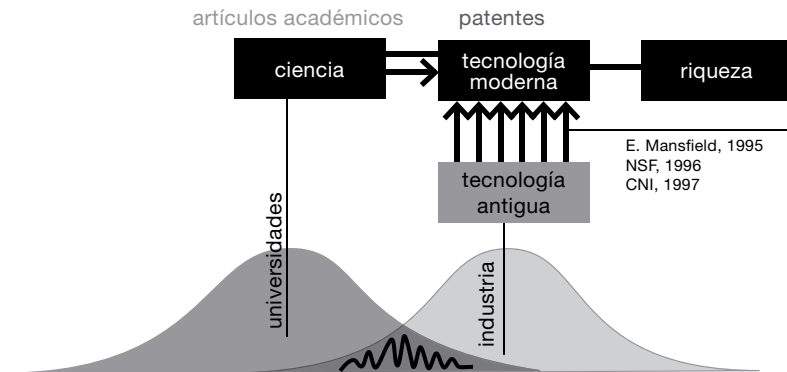 artículos académicos
patentes
ciencia
tecnología
moderna
riqueza
E. Mansfield, 1995
NSF, 1996
CNI, 1997
tecnología
antigua
universidades
industria